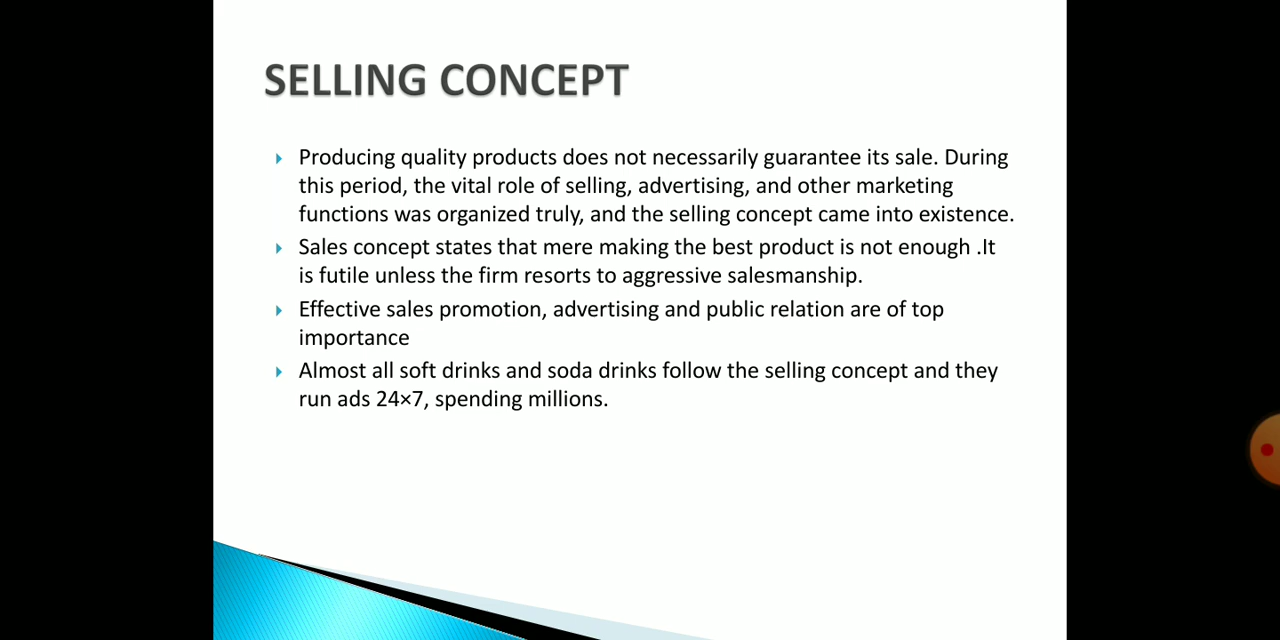 SELLING CONCEPT
Producing quality products does not necessarily guarantee its sale. During
this period, the vital role of selling, advertising, and other marketing
functions was organized truly, and the selling concept came into existence.
Sales concept states that mere making the best product is not enough .It
is futile unless the firm resorts to aggressive salesmanship.
Effective sales promotion, advertising and public relation are of top
importance
Almost all soft drinks and soda drinks follow the selling concept and they
run ads 24×7, spending millions.